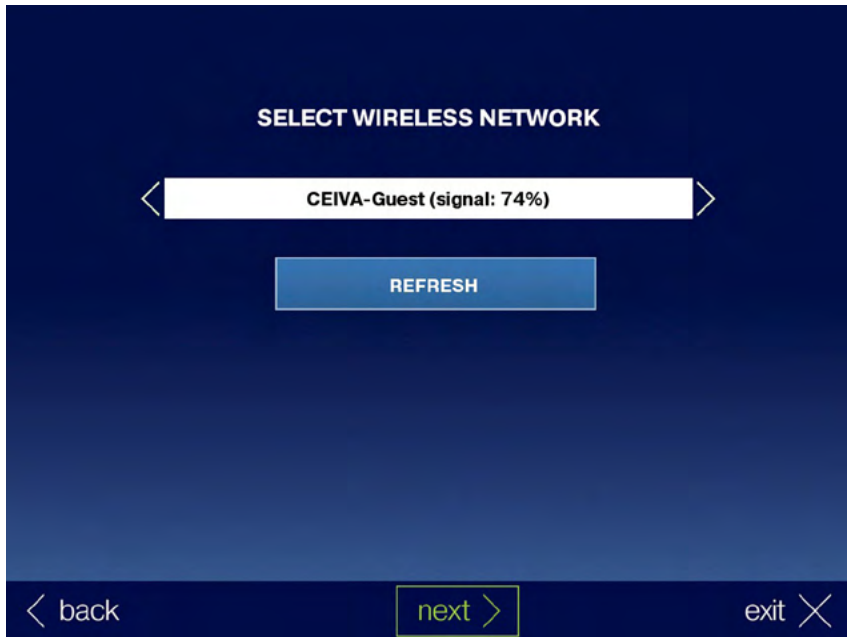 SELECT WIRELESS NETWORK
CEIVA-Guest (signal: 74%)
REFRESH
back next exit